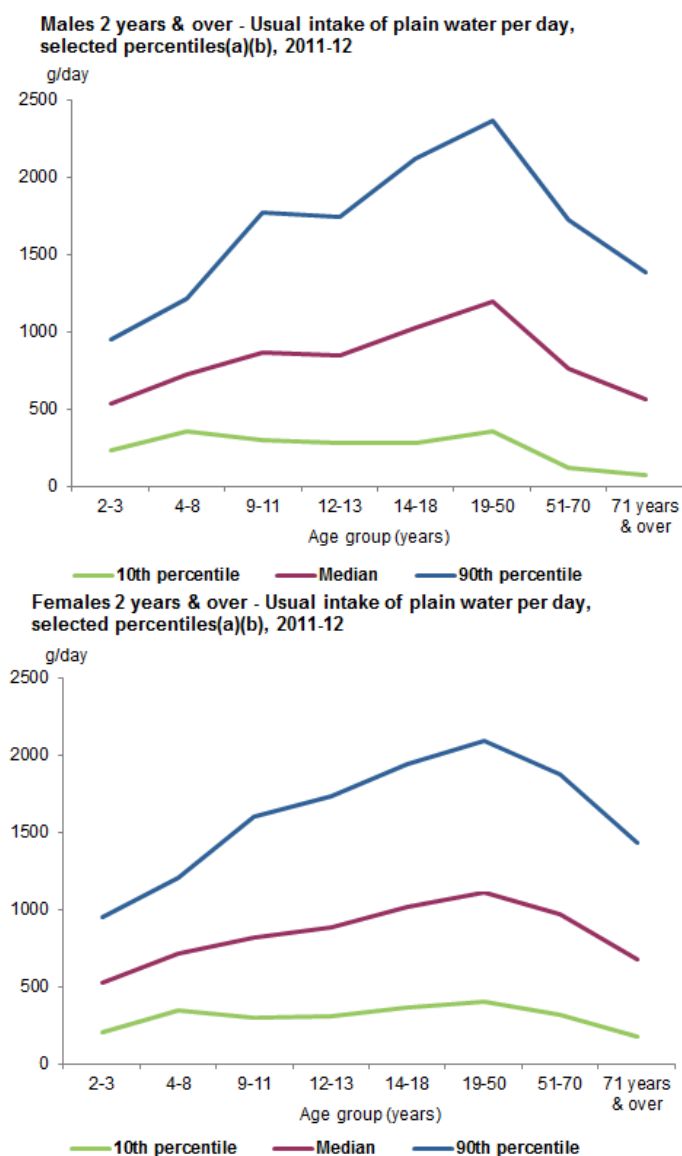 Males 2 years & over - Usual intake of plain water per day,
selected percentiles(a)(b), 2011-12
g/day
2500
2000
1500
1000
500
0
2-3 4-8 9-11 12-13 14-18 19-50 51-70 71 years
& over
Age group (years)
10th percentile Median 90th percentile
Females 2 years & over - Usual intake of plain water per day,
selected percentiles(a)(b), 2011-12
g/day
2500
2000
1500
1000
500
0
2-3 4-8 9-11 12-13 14-18 19-50 51-70 71 years
& over
Age group (years)
10th percentile Median 90th percentile